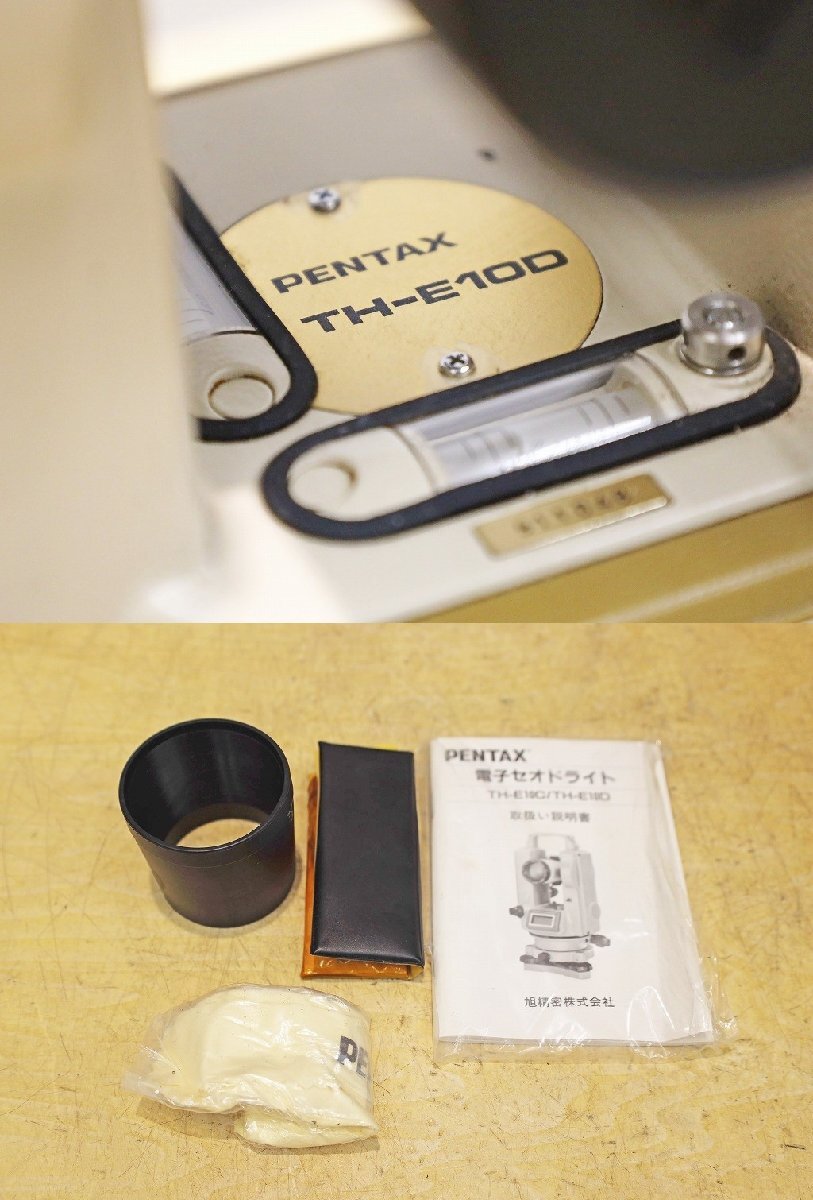 PENTAX
TH-E10D
PENTAX
電子セオドライト
TH-E10C/TH-E10D
取扱い説明書
旭精密株式会社
PE